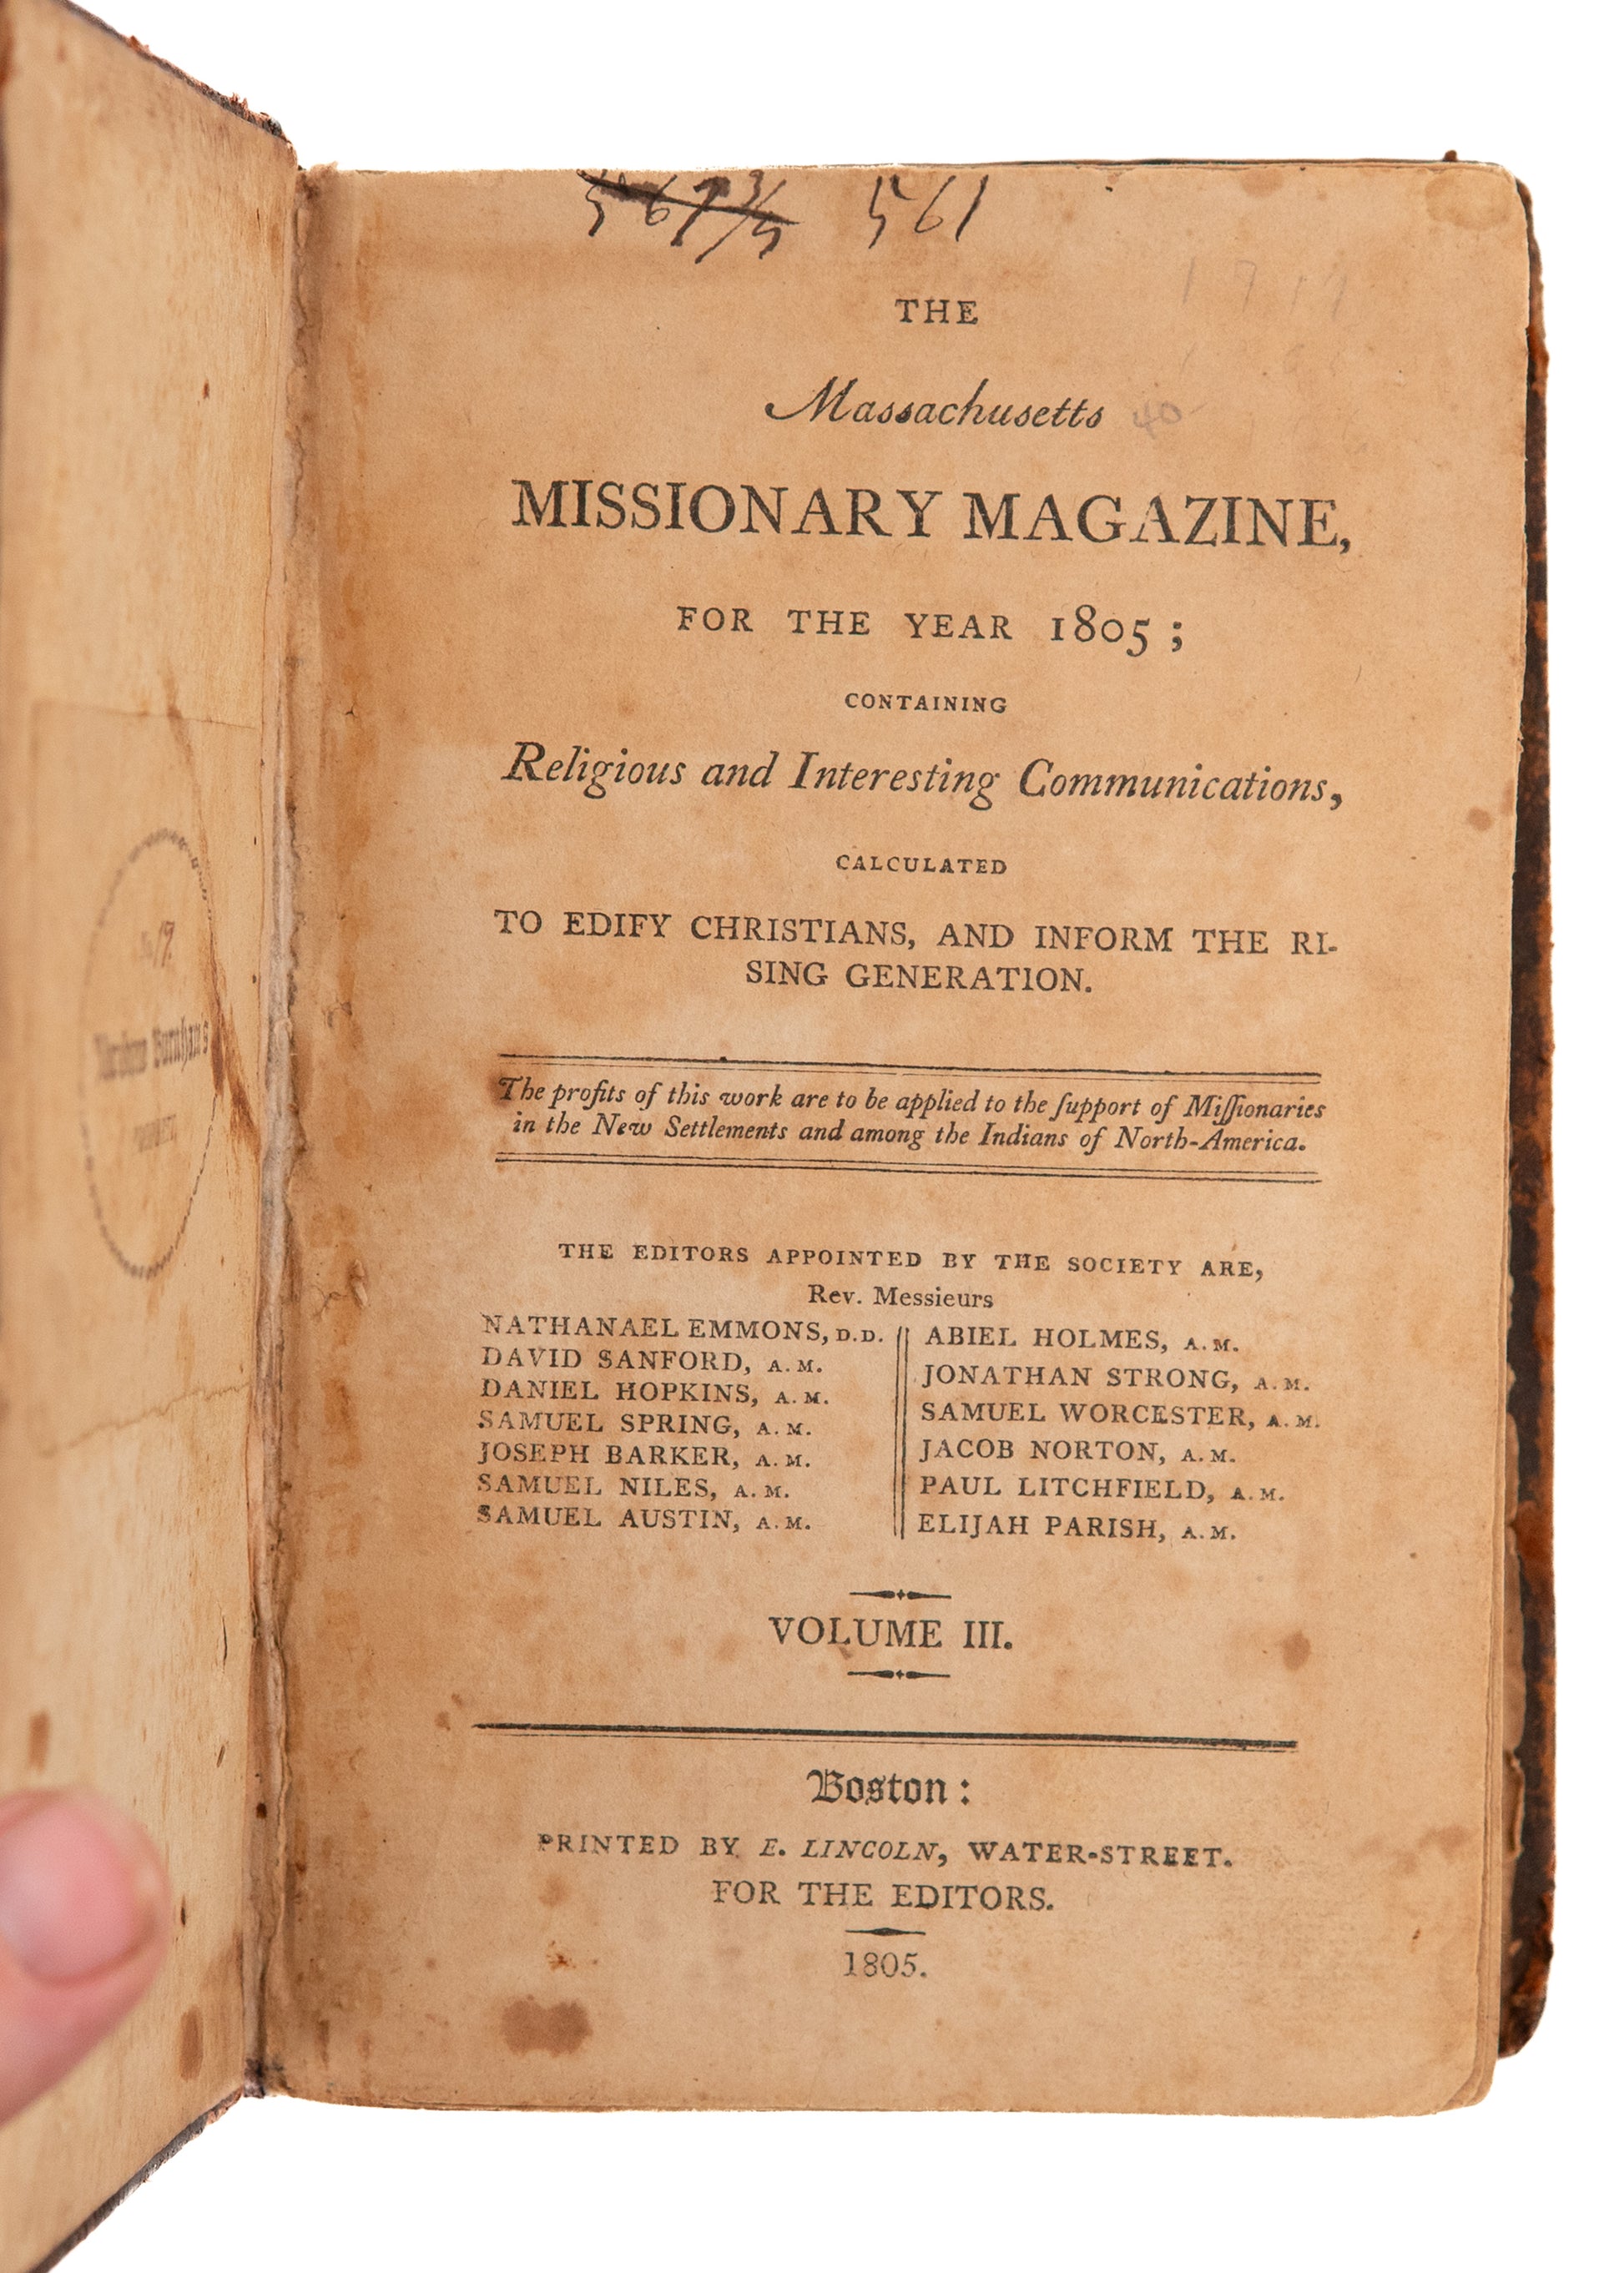 561
THE
Massachusetts
40
MISSIONARY MAGAZINE,
FOR THE YEAR 1805 ;
CONTAINING
Religious and Interesting Communications,
CALCULATED
TO EDIFY CHRISTIANS, AND INFORM THE RI-
SING GENERATION.
The profits of this work are to be applied to the ſupport of Miſſionaries
in the New Settlements and among the Indians of North-America.
THE EDITORS APPOINTED BY THE SOCIETY ARE,
Rev. Messieurs
NATHANAEL EMMONS, D.D.
DAVID SANFORD, A.M.
DANIEL HOPKINS, A.M.
SAMUEL SPRING, A.M.
JOSEPH BARKER, A.M.
SAMUEL NILES, A.M.
SAMUEL AUSTIN, A.M.
ABIEL HOLMES, A.M.
JONATHAN STRONG, A.M.
SAMUEL WORCESTER, A.M.
JACOB NORTON, A.M.
PAUL LITCHFIELD, A.M.
ELIJAH PARISH, A.M.
VOLUME III.
Boston :
PRINTED BY E. LINCOLN, WATER-STREET.
FOR THE EDITORS.
1805.